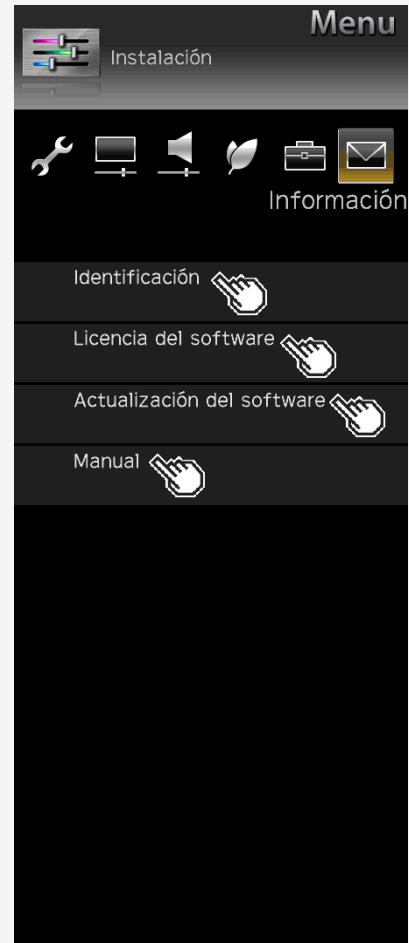 Menu
Instalación
Información
Identificación
Licencia del software
Actualización del software
Manual